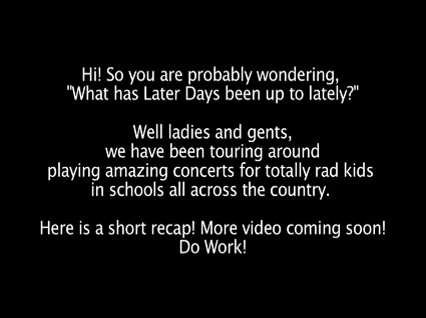 Hi! So you are probably wondering,
"What has Later Days been up to lately?"
Well ladies and gents,
we have been touring around
playing amazing concerts for totally rad kids
in schools all across the country.
Here is a short recap! More video coming soon!
Do Work!